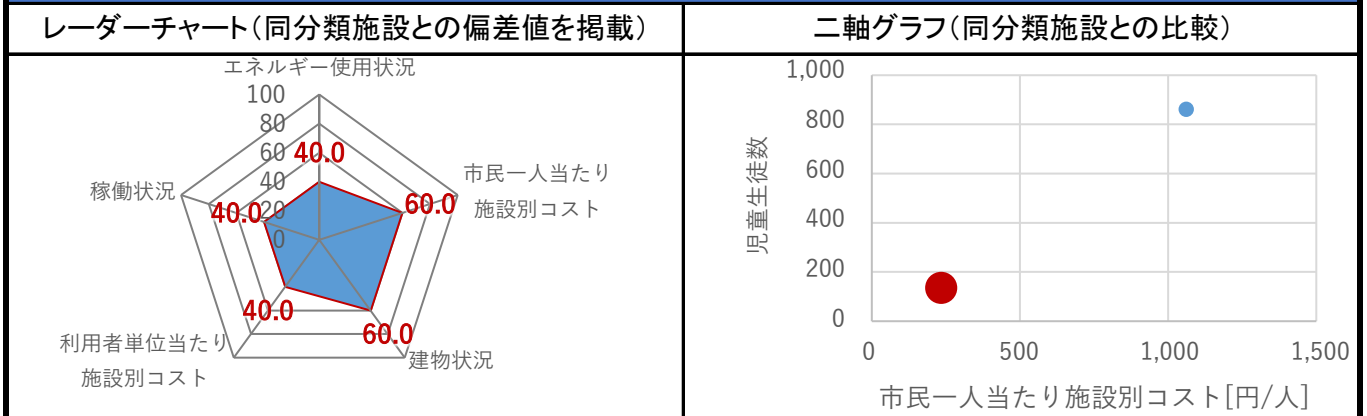 レーダーチャート(同分類施設との偏差値を掲載)
エネルギー使用状況
100
80
60
40
20
0
40.0
市民一人当たり
施設別コスト
60.0
建物状況
60.0
利用者単位当たり
施設別コスト
40.0
稼働状況
40.0
二軸グラフ(同分類施設との比較)
児童生徒数
1,000
800
600
400
200
0
0
500
1,000
1,500
市民一人当たり施設別コスト[円/人]